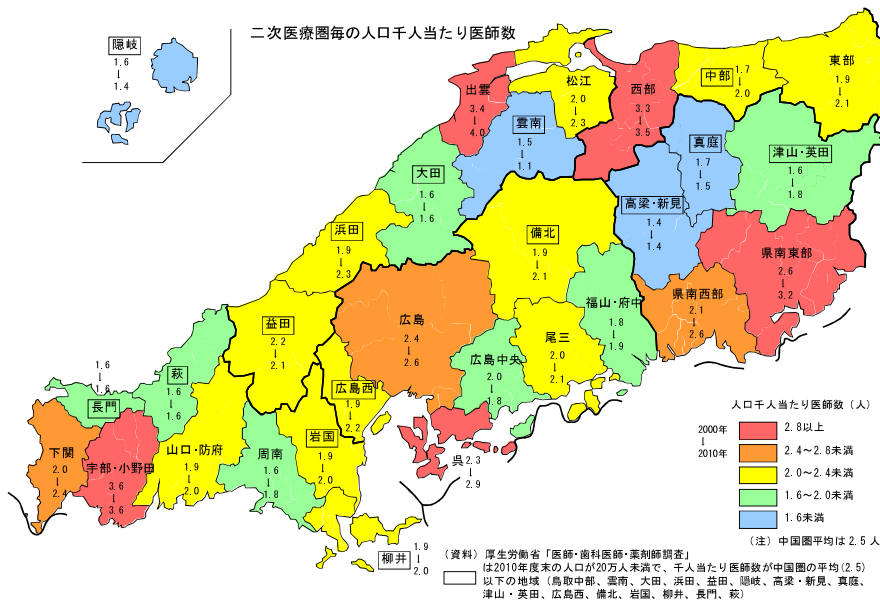 二次医療圏毎の人口千人当たり医師数
隠岐
1.6
↓
1.4
出雲
3.4
↓
4.0
松江
2.0
↓
2.3
西部
3.3
↓
3.5
中部
1.7
↓
2.0
東部
1.9
↓
2.1
雲南
1.5
↓
1.1
大田
1.6
↓
1.6
真庭
1.7
↓
1.5
津山・英田
1.6
↓
1.8
高梁・新見
1.4
↓
1.4
浜田
1.9
↓
2.3
備北
1.9
↓
2.1
県南東部
2.6
↓
3.2
県南西部
2.1
↓
2.6
福山・府中
1.8
↓
1.9
益田
2.2
↓
2.1
広島
2.4
↓
2.6
尾三
2.0
↓
2.1
広島中央
2.0
↓
1.8
広島西
1.9
↓
2.2
呉
2.3
↓
2.9
萩
1.6
↓
1.6
1.6
↓
1.6
長門
下関
2.0
↓
2.4
宇部・小野田
3.6
↓
3.6
山口・防府
1.9
↓
2.0
周南
1.6
↓
1.8
岩国
1.9
↓
2.0
柳井
1.9
↓
2.0
人口千人当たり医師数(人)
2000年
↓
2010年
2.8以上
2.4〜2.8未満
2.0〜2.4未満
1.6〜2.0未満
1.6未満
(注)中国圏平均は2.5人
(資料)厚生労働省「医師・歯科医師・薬剤師調査」
は2010年度末の人口が20万人未満で、千人当たり医師数が中国圏の平均(2.5)
以下の地域(鳥取中部、雲南、大田、浜田、益田、隠岐、高梁・新見、真庭、
津山・英田、広島西、備北、岩国、柳井、長門、萩)